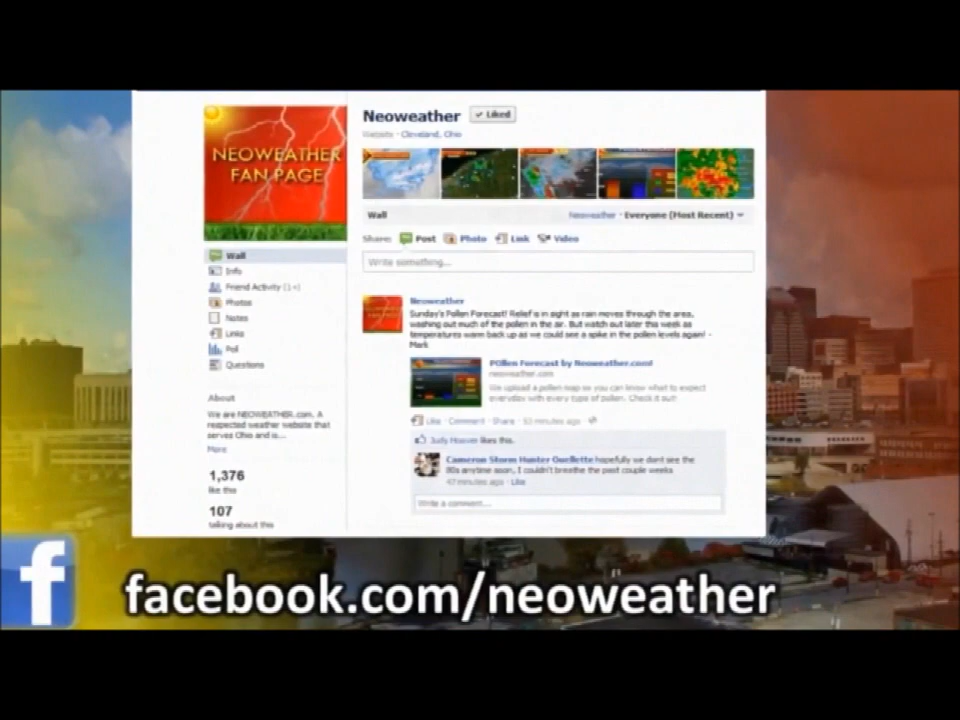 NEOWEATHER
FAN PAGE
Neoweather Liked
Website · Cleveland, Ohio
Wall Neoweather · Everyone (Most Recent)
Share: Post Photo Link Video
Write something...
Wall
Info
Friend Activity (1+)
Photos
Notes
Links
Poll
Questions
About
We are NEOWEATHER.com. A
respected weather website that
serves Ohio and is...
More
1,376
like this
107
talking about this
Neoweather
Sunday's Pollen Forecast! Relief is in sight as rain moves through the area,
washing out much of the pollen in the air. But watch out later this week as
temperatures warm back up as we could see a spike in the pollen levels again! -
Mark
POllen Forecast by Neoweather.com!
neoweather.com
We upload a pollen map so you can know what to expect
everyday with every type of pollen. Check it out!
Like · Comment · Share · 53 minutes ago
Judy Hoover likes this.
Cameron Storm Hunter Ouellette hopefully we dont see the
80s anytime soon, I couldn't breathe the past couple weeks
47 minutes ago · Like
Write a comment...
f
facebook.com/neoweather